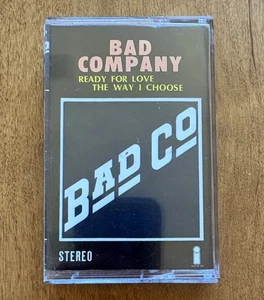 BAD
COMPANY
READY FOR LOVE
THE WAY I CHOOSE
BAD CO
STEREO